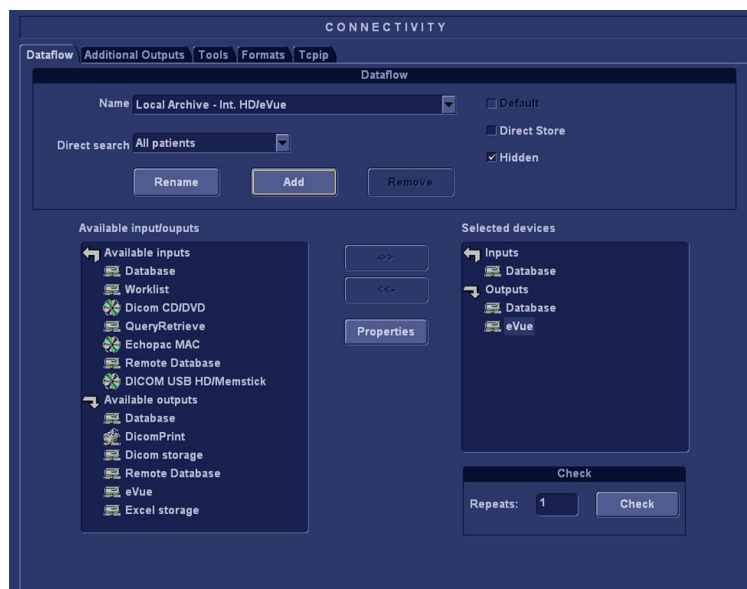 CONNECTIVITY
Dataflow Additional Outputs Tools Formats Tcpip
Dataflow
Name Local Archive - Int. HD/eVue Default
Direct search All patients Direct Store
Hidden
Rename Add Remove
Available input/ouputs Selected devices
Available inputs ->> Inputs
Database Database
Worklist <<- Outputs
Dicom CD/DVD Database
QueryRetrieve Properties eVue
Echopac MAC
Remote Database
DICOM USB HD/Memstick
Available outputs
Database
DicomPrint
Dicom storage
Remote Database Check
eVue Repeats: 1 Check
Excel storage